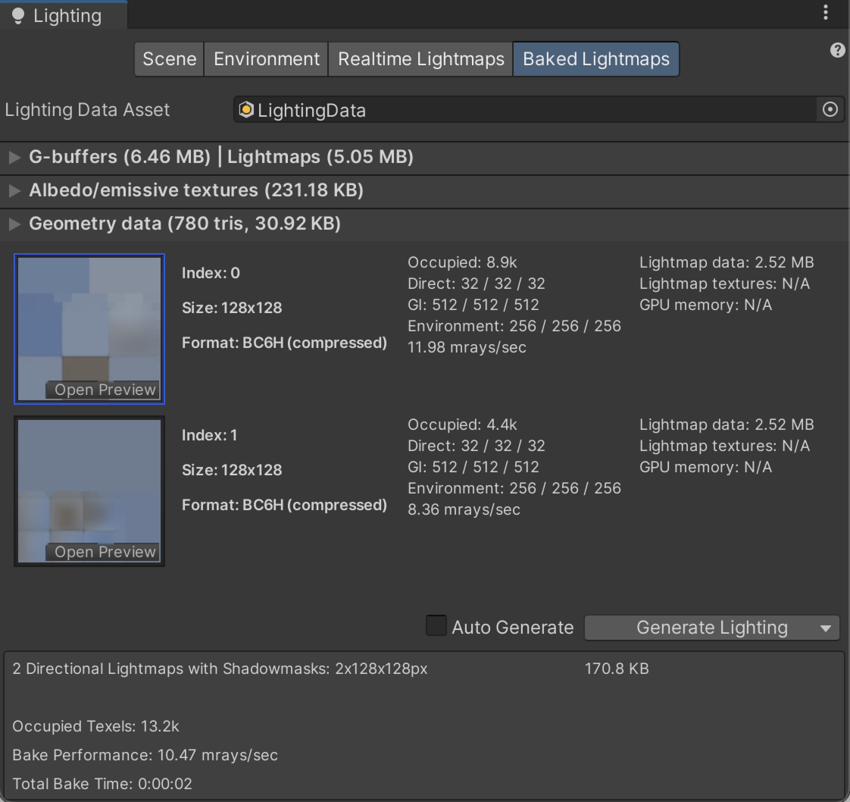 Lighting
Scene Environment Realtime Lightmaps Baked Lightmaps
Lighting Data Asset LightingData
G-buffers (6.46 MB) | Lightmaps (5.05 MB)
Albedo/emissive textures (231.18 KB)
Geometry data (780 tris, 30.92 KB)
Open Preview
Index: 0
Size: 128x128
Format: BC6H (compressed)
Occupied: 8.9k
Direct: 32 / 32 / 32
GI: 512 / 512 / 512
Environment: 256 / 256 / 256
11.98 mrays/sec
Lightmap data: 2.52 MB
Lightmap textures: N/A
GPU memory: N/A
Open Preview
Index: 1
Size: 128x128
Format: BC6H (compressed)
Occupied: 4.4k
Direct: 32 / 32 / 32
GI: 512 / 512 / 512
Environment: 256 / 256 / 256
8.36 mrays/sec
Lightmap data: 2.52 MB
Lightmap textures: N/A
GPU memory: N/A
Auto Generate Generate Lighting
2 Directional Lightmaps with Shadowmasks: 2x128x128px 170.8 KB
Occupied Texels: 13.2k
Bake Performance: 10.47 mrays/sec
Total Bake Time: 0:00:02